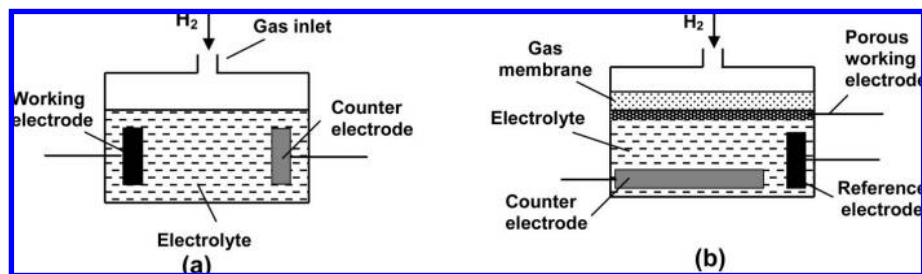 H2
Gas inlet
Working
electrode
Counter
electrode
Electrolyte
(a)
H2
Gas
membrane
Porous
working
electrode
Electrolyte
Counter
electrode
Reference
electrode
(b)